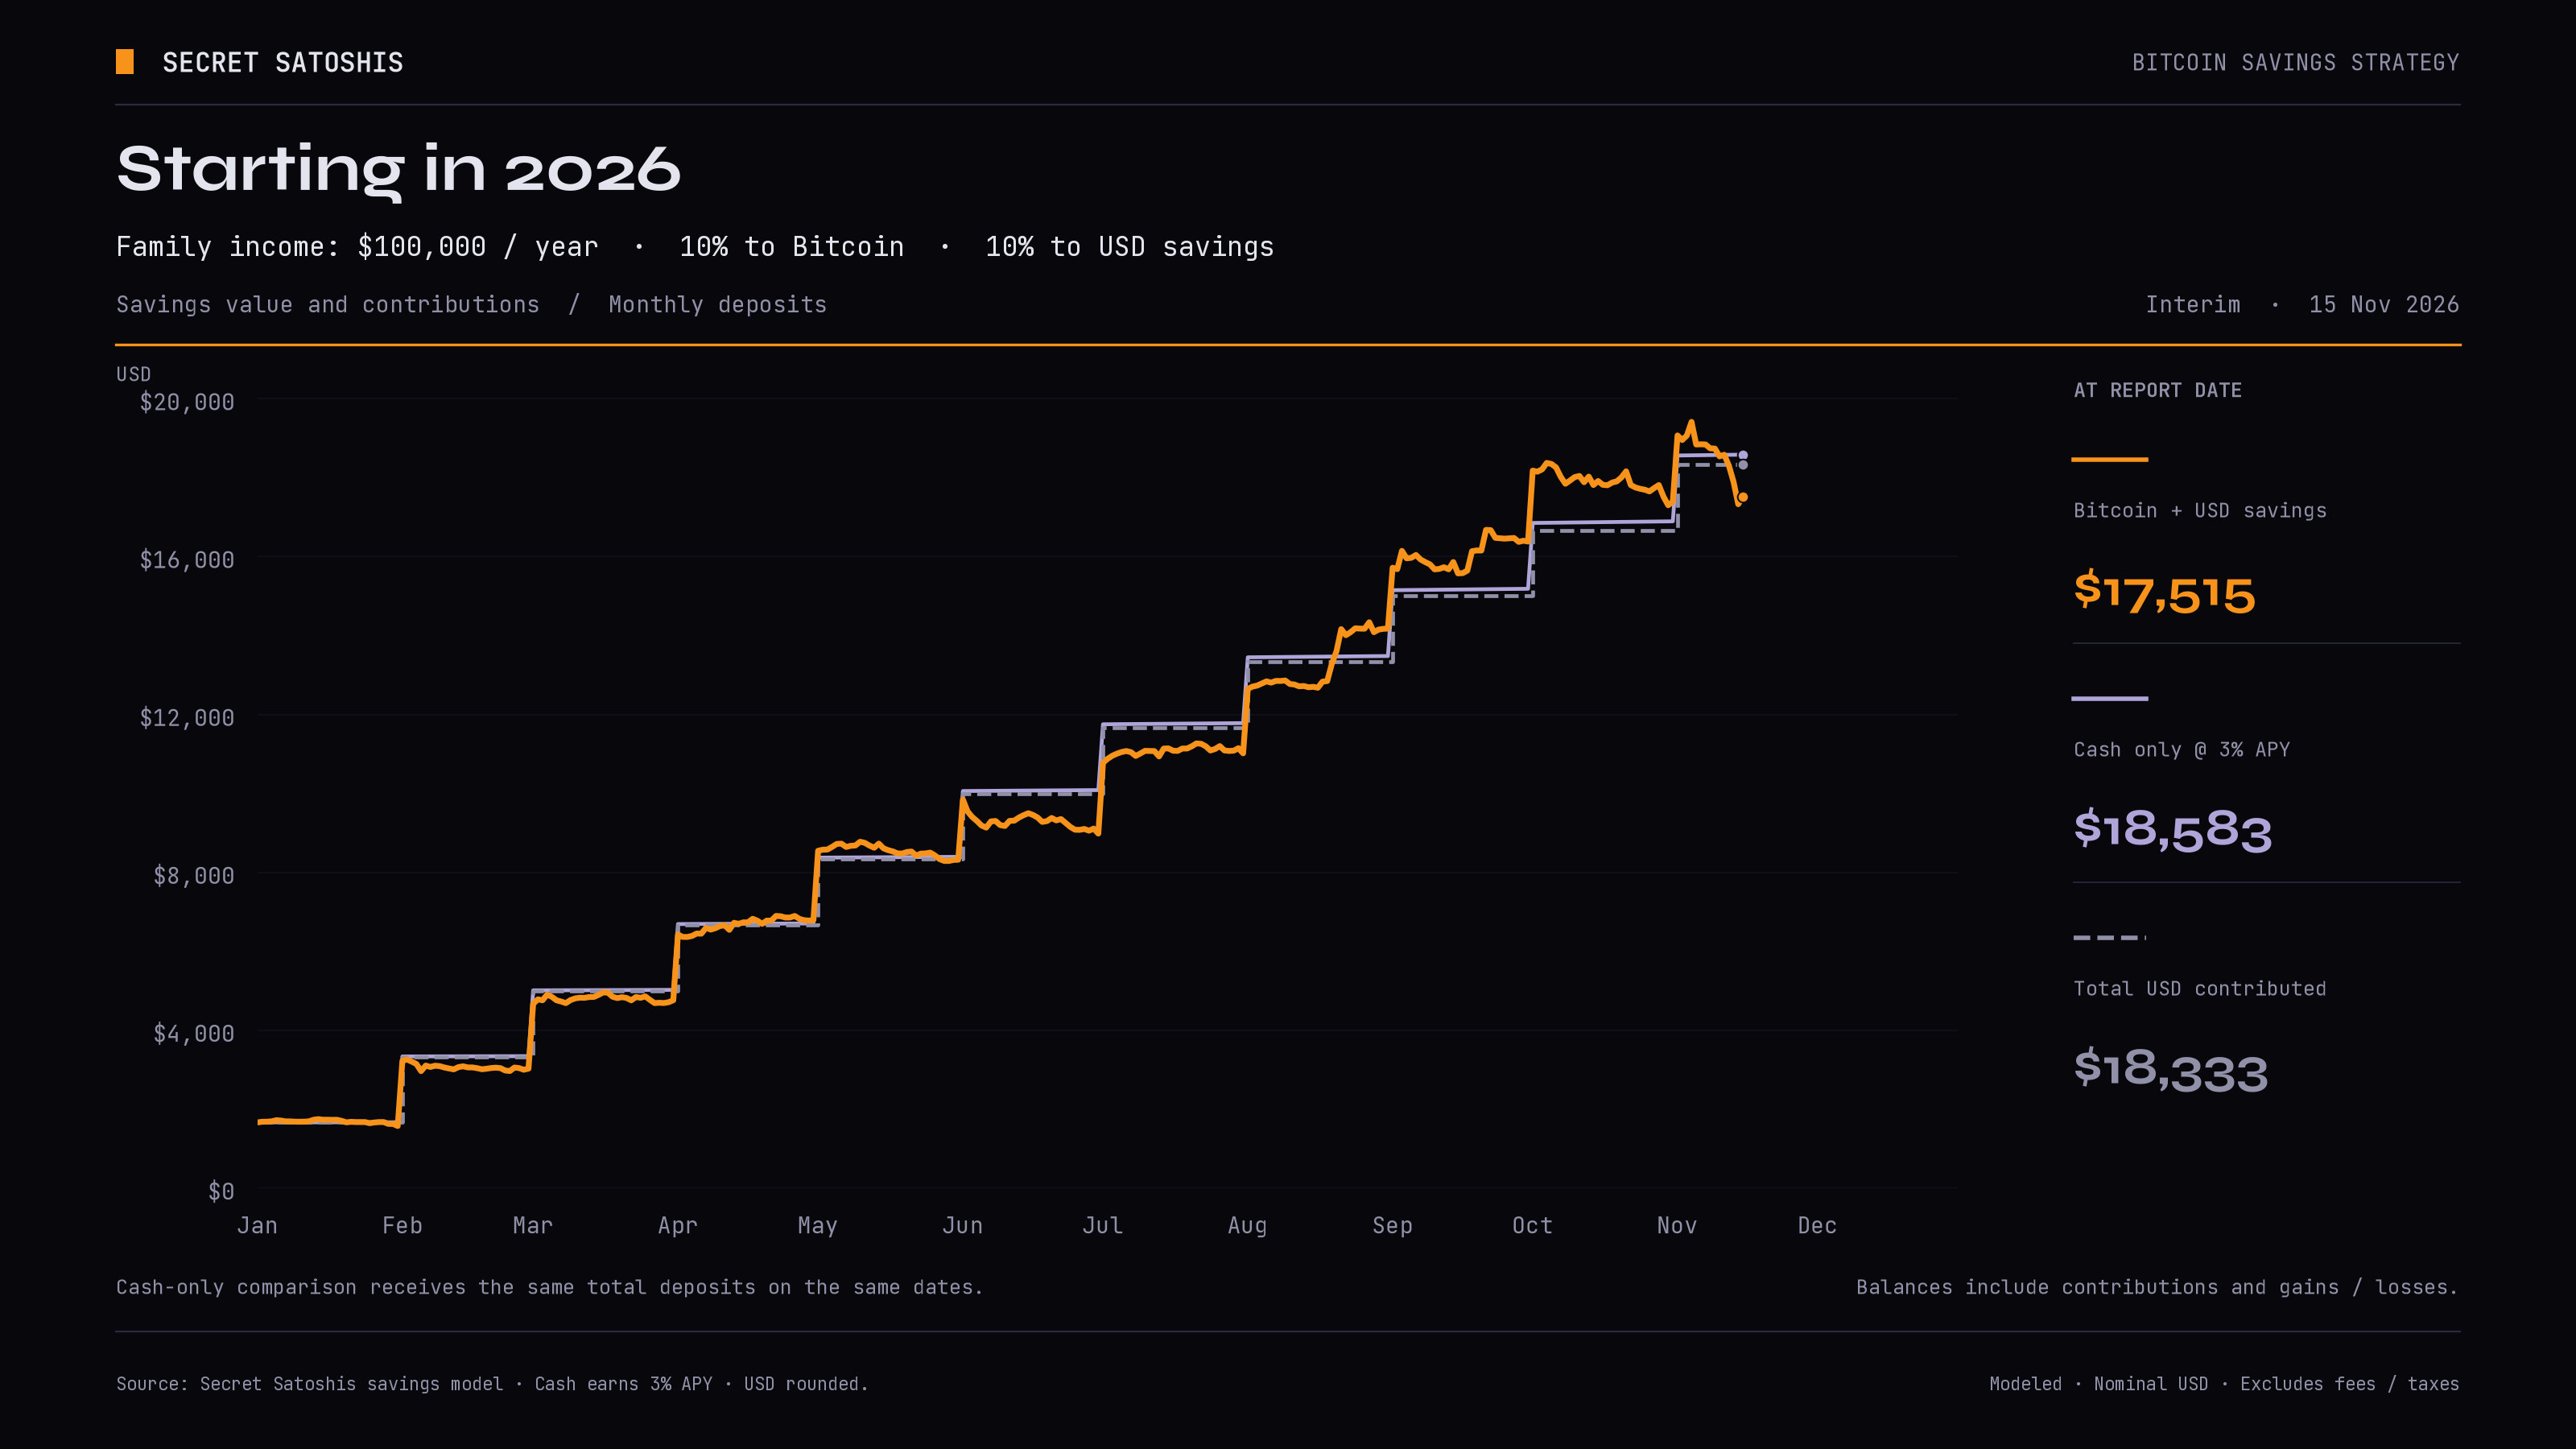 SECRET SATOSHIS
BITCOIN SAVINGS STRATEGY
Starting in 2026
Family income: $100,000 / year · 10% to Bitcoin · 10% to USD savings
Savings value and contributions / Monthly deposits
Interim · 15 Nov 2026
USD
$20,000
$16,000
$12,000
$8,000
$4,000
$0
Jan Feb Mar Apr May Jun Jul Aug Sep Oct Nov Dec
AT REPORT DATE
Bitcoin + USD savings
$17,515
Cash only @ 3% APY
$18,583
Total USD contributed
$18,333
Cash-only comparison receives the same total deposits on the same dates.
Balances include contributions and gains / losses.
Source: Secret Satoshis savings model · Cash earns 3% APY · USD rounded.
Modeled · Nominal USD · Excludes fees / taxes